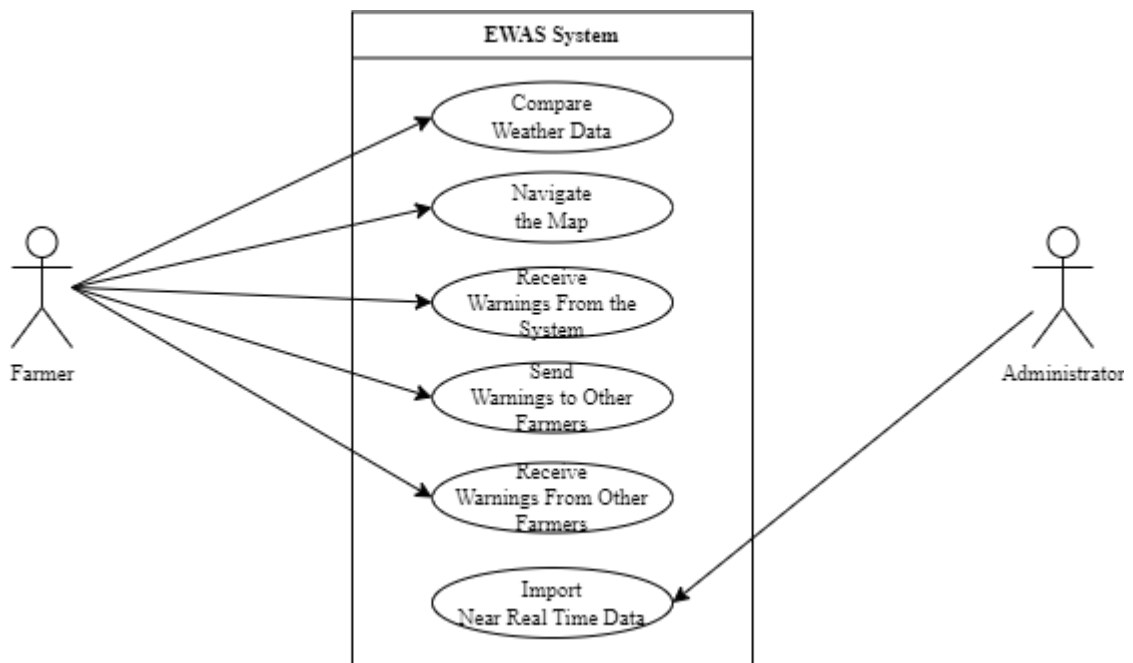 EWAS System
Compare
Weather Data
Navigate
the Map
Receive
Warnings From the
System
Send
Warnings to Other
Farmers
Receive
Warnings From Other
Farmers
Import
Near Real Time Data
Farmer
Administrator